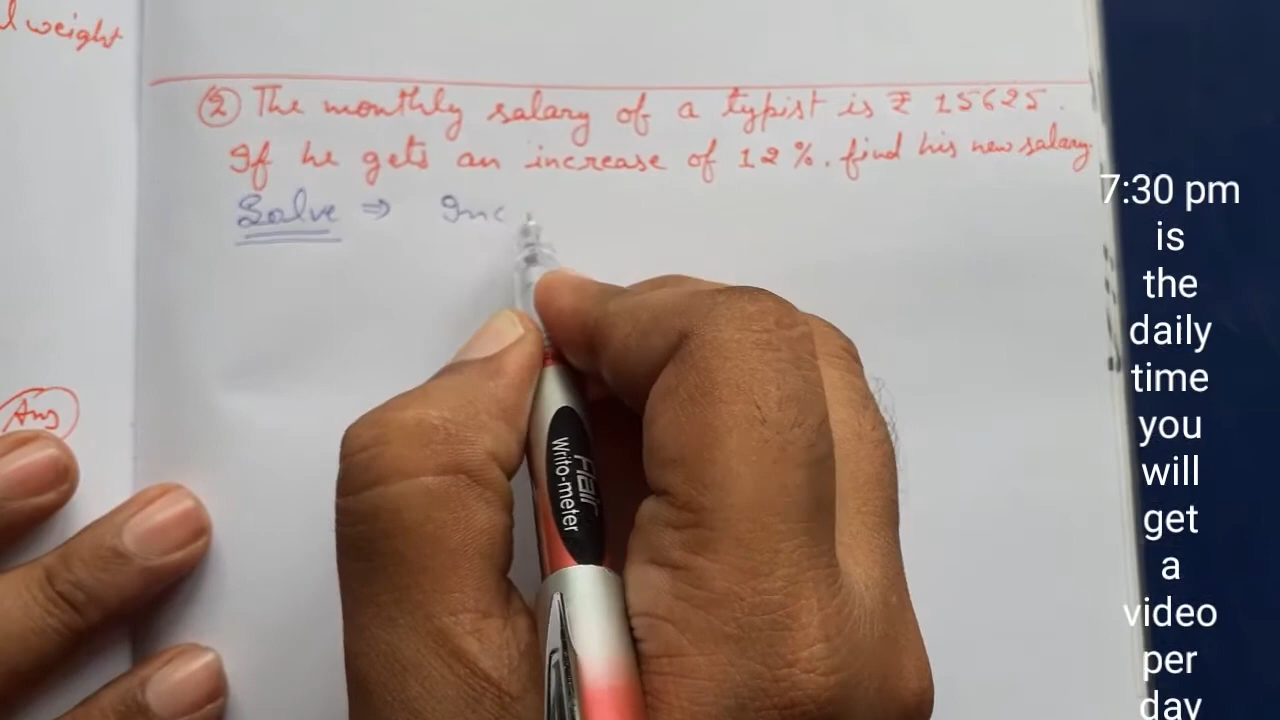 l weight
② The monthly salary of a typist is ₹ 15625.
If he gets an increase of 12%. find his new salary.
Solve ⇒ Inc
Ans
Flair
Writo-meter
7:30 pm
is
the
daily
time
you
will
get
a
video
per
day